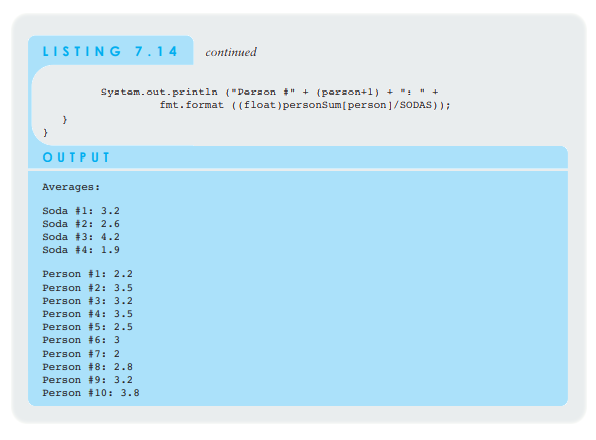 LISTING 7.14 continued
System.out.println ("Person #" + (person+1) + ": " +
fmt.format ((float)personSum[person]/SODAS));
}
}
OUTPUT
Averages:
Soda #1: 3.2
Soda #2: 2.6
Soda #3: 4.2
Soda #4: 1.9
Person #1: 2.2
Person #2: 3.5
Person #3: 3.2
Person #4: 3.5
Person #5: 2.5
Person #6: 3
Person #7: 2
Person #8: 2.8
Person #9: 3.2
Person #10: 3.8